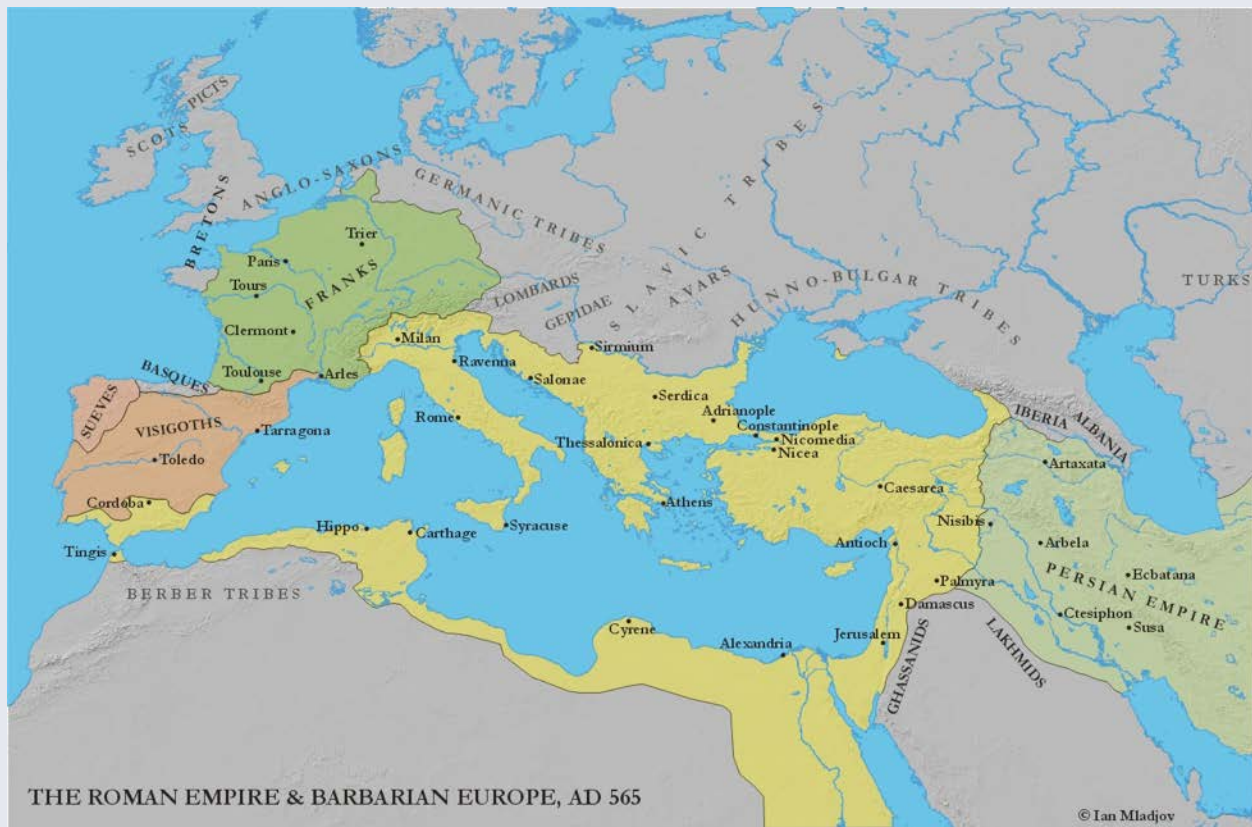 SCOTS
PICTS
ANGLO-SAXONS
BRETONS
GERMANIC TRIBES
SLAVIC TRIBES
Trier
Paris
FRANKS
Tours
LOMBARDS
AVARS
HUNNO-BULGAR TRIBES
TURKS
GEPIDAE
Clermont
Milan
Sirmium
Ravenna
BASQUES
Toulouse
Arles
Salonae
SUEVES
VISIGOTHS
Serdica
Adrianople
IBERIA
ALBANIA
Rome
Tarragona
Constantinople
Nicomedia
Thessalonica
Nicea
Toledo
Artaxata
Caesarea
Cordoba
Athens
Hippo
Carthage
Syracuse
Nisibis
Tingis
Antioch
Arbela
Ecbatana
PERSIAN EMPIRE
BERBER TRIBES
Palmyra
Damascus
Ctesiphon
Susa
Cyrene
Alexandria
Jerusalem
GHASSANIDS
LAKHMIDS
THE ROMAN EMPIRE & BARBARIAN EUROPE, AD 565
© Ian Mladjov